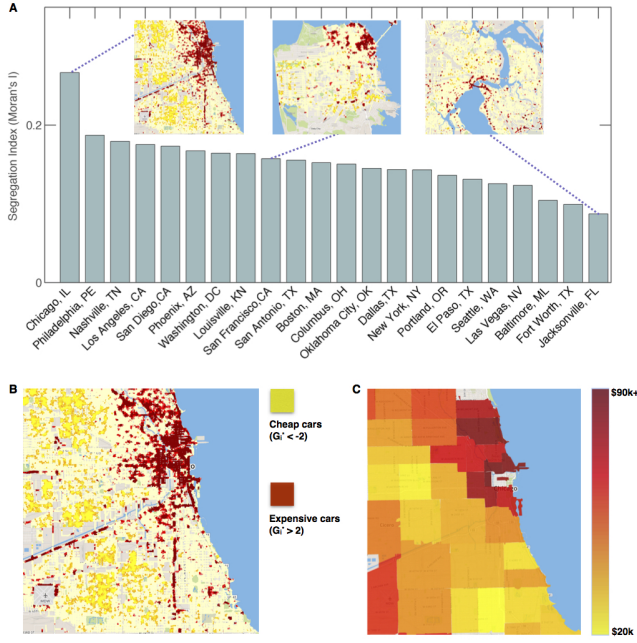 A
Segregation Index (Moran's I)
0.2
0
Chicago, IL
Philadelphia, PE
Nashville, TN
Los Angeles, CA
San Diego,CA
Phoenix, AZ
Washington, DC
Louisville, KN
San Francisco,CA
San Antonio, TX
Boston, MA
Columbus, OH
Oklahoma City, OK
Dallas,TX
New York, NY
Portland, OR
El Paso, TX
Seattle, WA
Las Vegas, NV
Baltimore, ML
Fort Worth, TX
Jacksonville, FL
B
Cheap cars
(Gᵢ* < -2)
Expensive cars
(Gᵢ* > 2)
C
$90k+
$20k